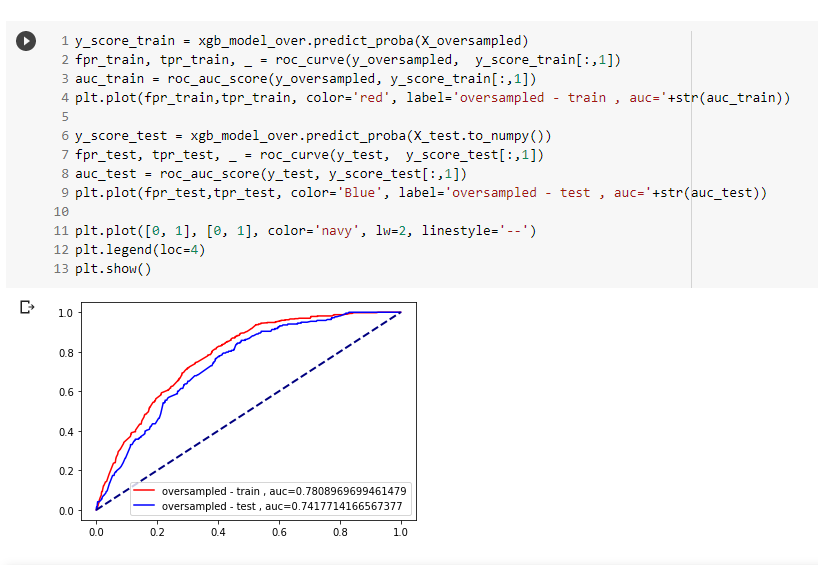 1 y_score_train = xgb_model_over.predict_proba(X_oversampled)
2 fpr_train, tpr_train, _ = roc_curve(y_oversampled,  y_score_train[:,1])
3 auc_train = roc_auc_score(y_oversampled, y_score_train[:,1])
4 plt.plot(fpr_train,tpr_train, color='red', label='oversampled - train , auc='+str(auc_train))
5
6 y_score_test = xgb_model_over.predict_proba(X_test.to_numpy())
7 fpr_test, tpr_test, _ = roc_curve(y_test,  y_score_test[:,1])
8 auc_test = roc_auc_score(y_test, y_score_test[:,1])
9 plt.plot(fpr_test,tpr_test, color='Blue', label='oversampled - test , auc='+str(auc_test))
10
11 plt.plot([0, 1], [0, 1], color='navy', lw=2, linestyle='--')
12 plt.legend(loc=4)
13 plt.show()
1.0
0.8
0.6
0.4
0.2
0.0
oversampled - train , auc=0.7808969699461479
oversampled - test , auc=0.7417714166567377
0.0 0.2 0.4 0.6 0.8 1.0